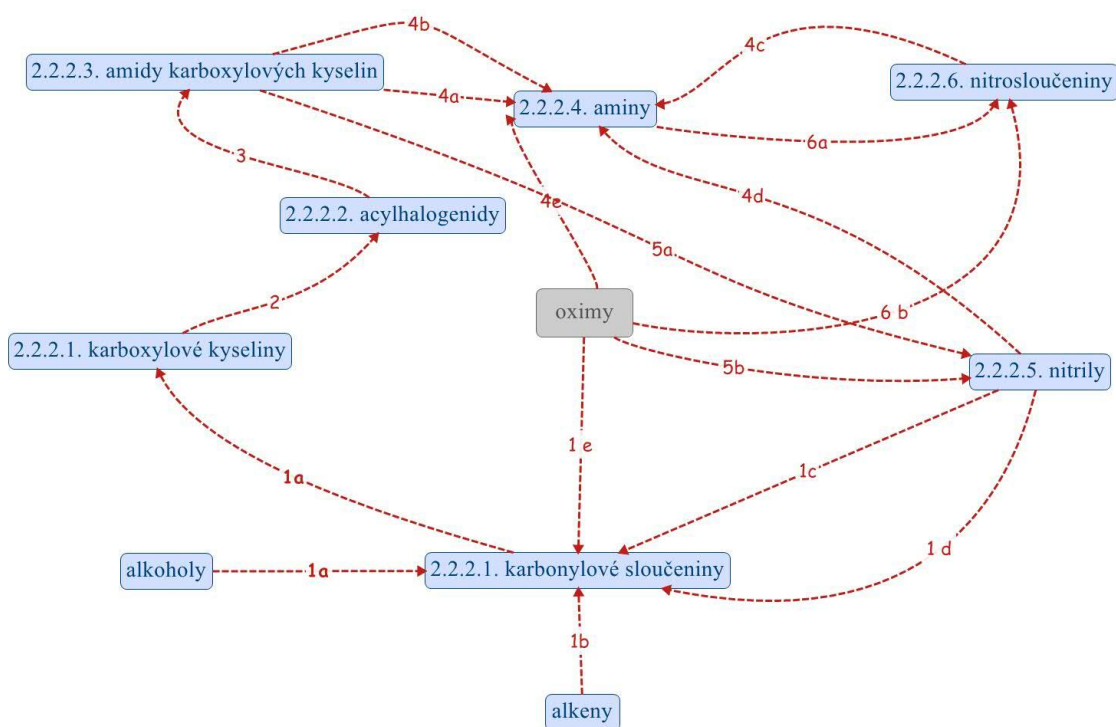 4b
4c
2.2.2.3. amidy karboxylových kyselin
2.2.2.6. nitrosloučeniny
4a
2.2.2.4. aminy
6a
3
4e
4d
2.2.2.2. acylhalogenidy
5a
2
oximy
6 b
2.2.2.1. karboxylové kyseliny
5b
2.2.2.5. nitrily
1 e
1a
1c
1 d
alkoholy
1a
2.2.2.1. karbonylové sloučeniny
1b
alkeny